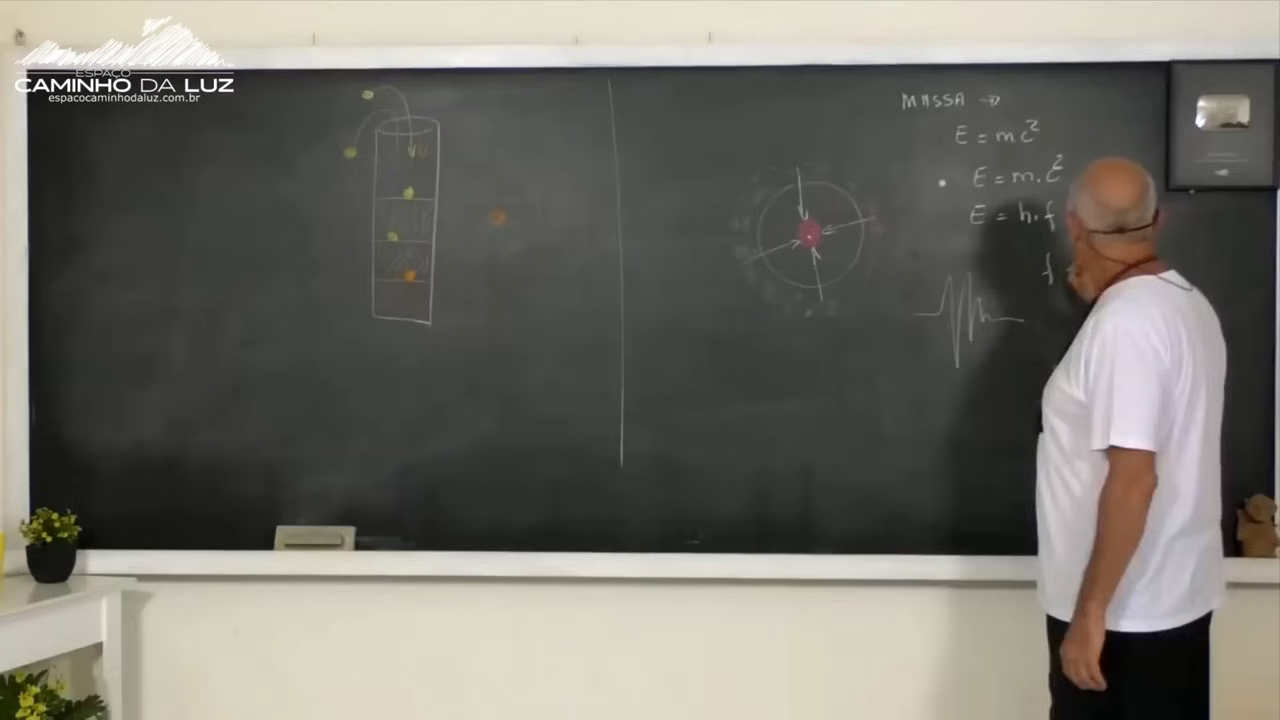 ESPAÇO
CAMINHO DA LUZ
espacocaminhodaluz.com.br
MASSA →
E = mc²
• E = m.c²
E = h.f
f =